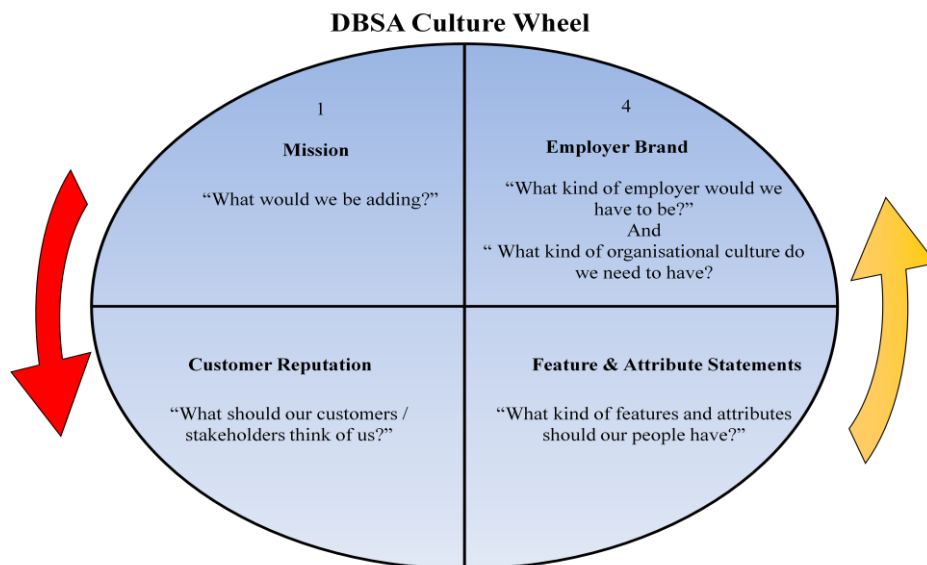 DBSA Culture Wheel
1
Mission
“What would we be adding?”
4
Employer Brand
“What kind of employer would we
have to be?”
And
“ What kind of organisational culture do
we need to have?
Customer Reputation
“What should our customers /
stakeholders think of us?”
Feature & Attribute Statements
“What kind of features and attributes
should our people have?”